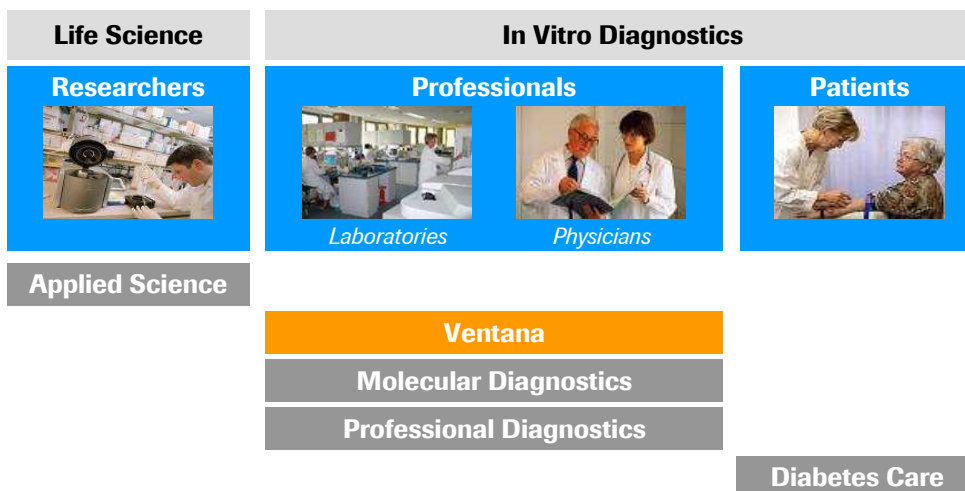 Life Science
In Vitro Diagnostics
Researchers
Professionals
Patients
Laboratories
Physicians
Applied Science
Ventana
Molecular Diagnostics
Professional Diagnostics
Diabetes Care